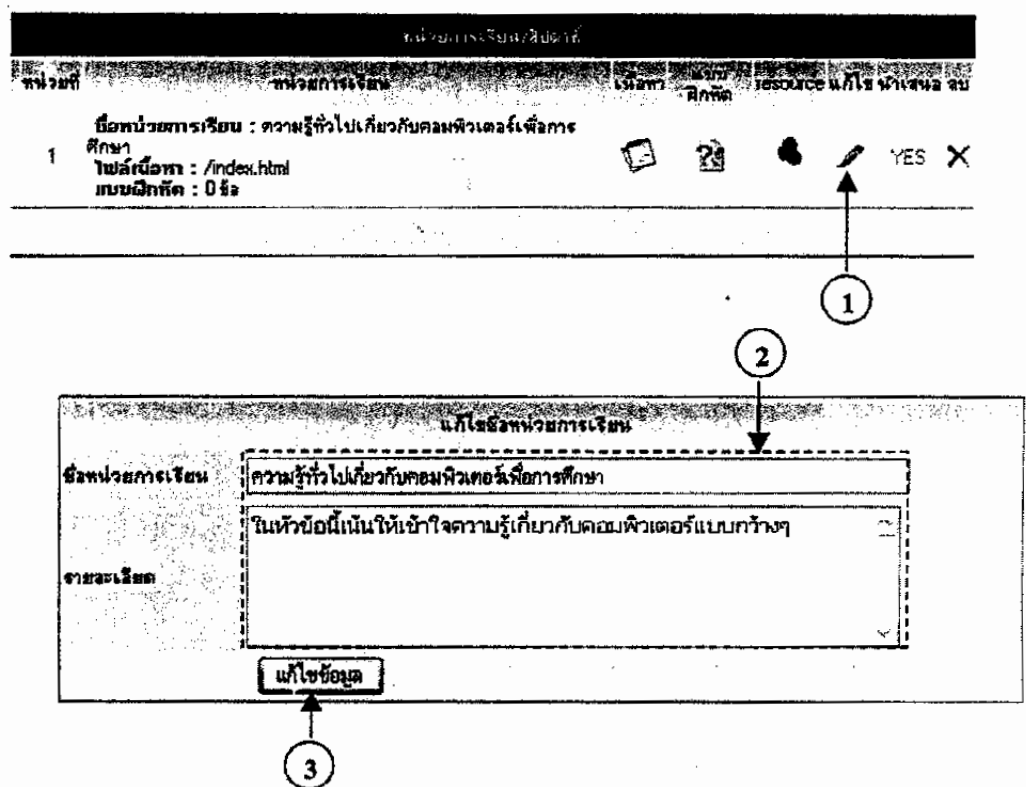 หน่วยการเรียน/สัปดาห์
หน่วยที่ หน่วยการเรียน เนื้อหา แบบฝึกหัด resource แก้ไข นำเสนอ ลบ
ชื่อหน่วยการเรียน : ความรู้ทั่วไปเกี่ยวกับคอมพิวเตอร์เพื่อการ
1 ศึกษา YES
ไฟล์เนื้อหา : /index.html
แบบฝึกหัด : 0 ข้อ
1
2
แก้ไขชื่อหน่วยการเรียน
ชื่อหน่วยการเรียน ความรู้ทั่วไปเกี่ยวกับคอมพิวเตอร์เพื่อการศึกษา
ในหัวข้อนี้เน้นให้เข้าใจความรู้เกี่ยวกับคอมพิวเตอร์แบบกว้างๆ
รายละเอียด
แก้ไขข้อมูล
3